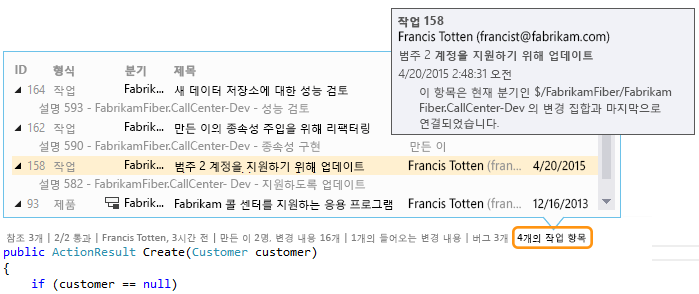 작업 158
Francis Totten (francist@fabrikam.com)
범주 2 계정을 지원하기 위해 업데이트
4/20/2015 2:48:31 오전
이 항목은 현재 분기인 $/FabrikamFiber/Fabrikam
Fiber.CallCenter-Dev 의 변경 집합과 마지막으로
연결되었습니다.
ID 형식 분기 제목
164 작업 Fabrik... 새 데이터 저장소에 대한 성능 검토
설명 593 - FabrikamFiber.CallCenter-Dev - 성능 검토
162 작업 Fabrik... 만든 이의 종속성 주입을 위해 리팩터링
설명 590 - FabrikamFiber.CallCenter-Dev - 종속성 구현 만든 이
158 작업 Fabrik... 범주 2 계정을 지원하기 위해 업데이트 Francis Totten (fran... 4/20/2015
설명 582 - FabrikamFiber.CallCenter- Dev - 지원하도록 업데이트
93 제품 Fabrik... Fabrikam 콜 센터를 지원하는 응용 프로그램 Francis Totten (fran... 12/16/2013
참조 3개 | 2/2 통과 | Francis Totten, 3시간 전 | 만든 이 2명, 변경 내용 16개 | 1개의 들어오는 변경 내용 | 버그 3개 4개의 작업 항목
public ActionResult Create(Customer customer)
{
if (customer == null)